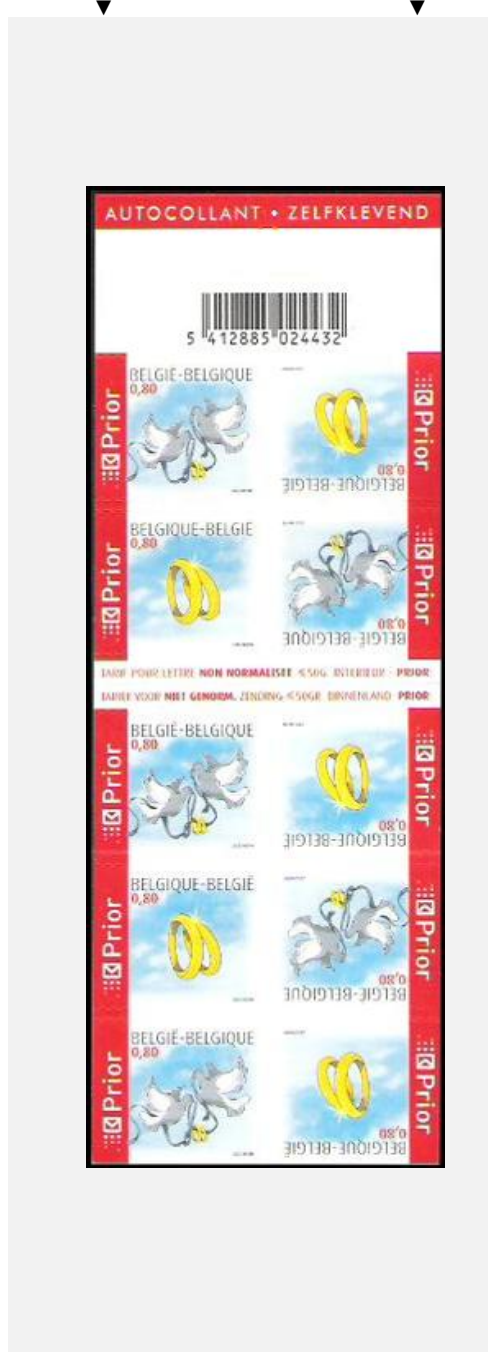 AUTOCOLLANT • ZELFKLEVEND
5 412885 024432
BELGIË-BELGIQUE
0,80
Prior
BELGIQUE-BELGIË
0,80
Prior
BELGIQUE-BELGIE
0,80
Prior
BELGIË-BELGIQUE
0,80
Prior
TARIF POUR LETTRE NON NORMALISEE ≤50G INTERIEUR - PRIOR
TARIEF VOOR NIET GENORM. ZENDING ≤50GR BINNENLAND PRIOR
BELGIË-BELGIQUE
0,80
Prior
BELGIQUE-BELGIË
0,80
Prior
BELGIQUE-BELGIË
0,80
Prior
BELGIË-BELGIQUE
0,80
Prior
BELGIË-BELGIQUE
0,80
Prior
BELGIQUE-BELGIË
0,80
Prior